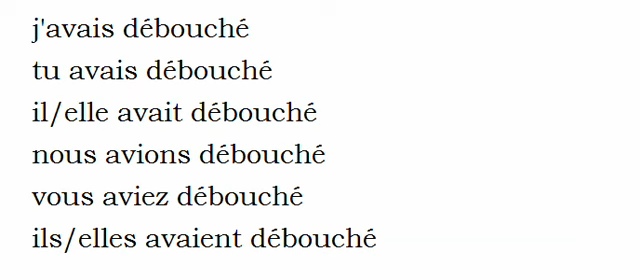 j'avais débouché
tu avais débouché
il/elle avait débouché
nous avions débouché
vous aviez débouché
ils/elles avaient débouché